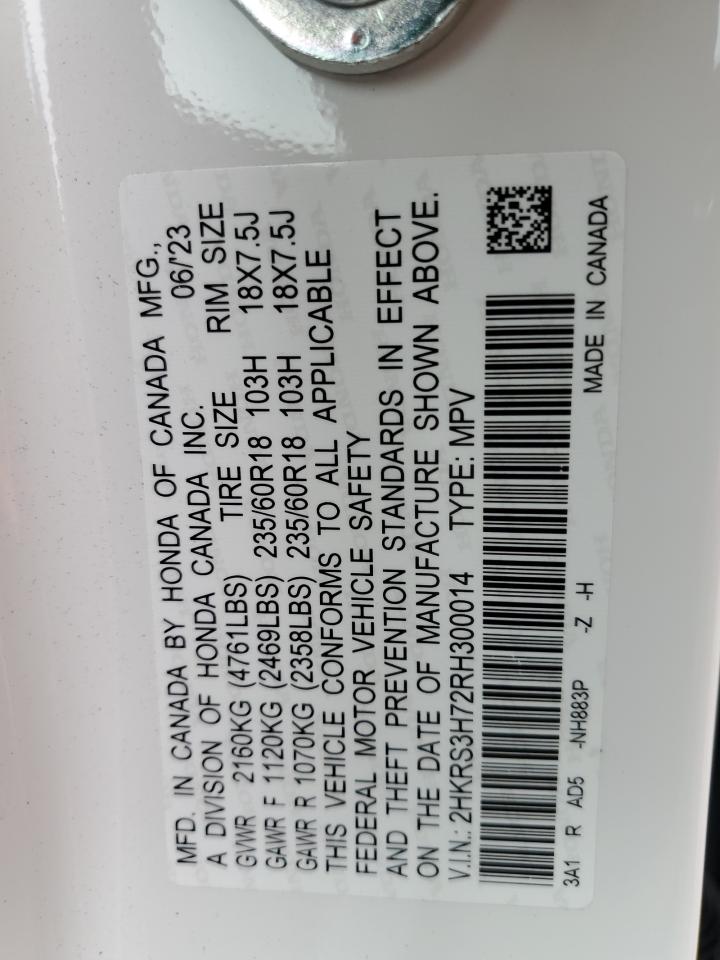 MFD. IN CANADA BY HONDA OF CANADA MFG.,
A DIVISION OF HONDA CANADA INC. 06/'23
GVWR 2160KG (4761LBS) TIRE SIZE RIM SIZE
GAWR F 1120KG (2469LBS) 235/60R18 103H 18X7.5J
GAWR R 1070KG (2358LBS) 235/60R18 103H 18X7.5J
THIS VEHICLE CONFORMS TO ALL APPLICABLE
FEDERAL MOTOR VEHICLE SAFETY
AND THEFT PREVENTION STANDARDS IN EFFECT
ON THE DATE OF MANUFACTURE SHOWN ABOVE.
V.I.N.: 2HKRS3H72RH300014 TYPE: MPV
3A1 R AD5 -NH883P -Z -H MADE IN CANADA